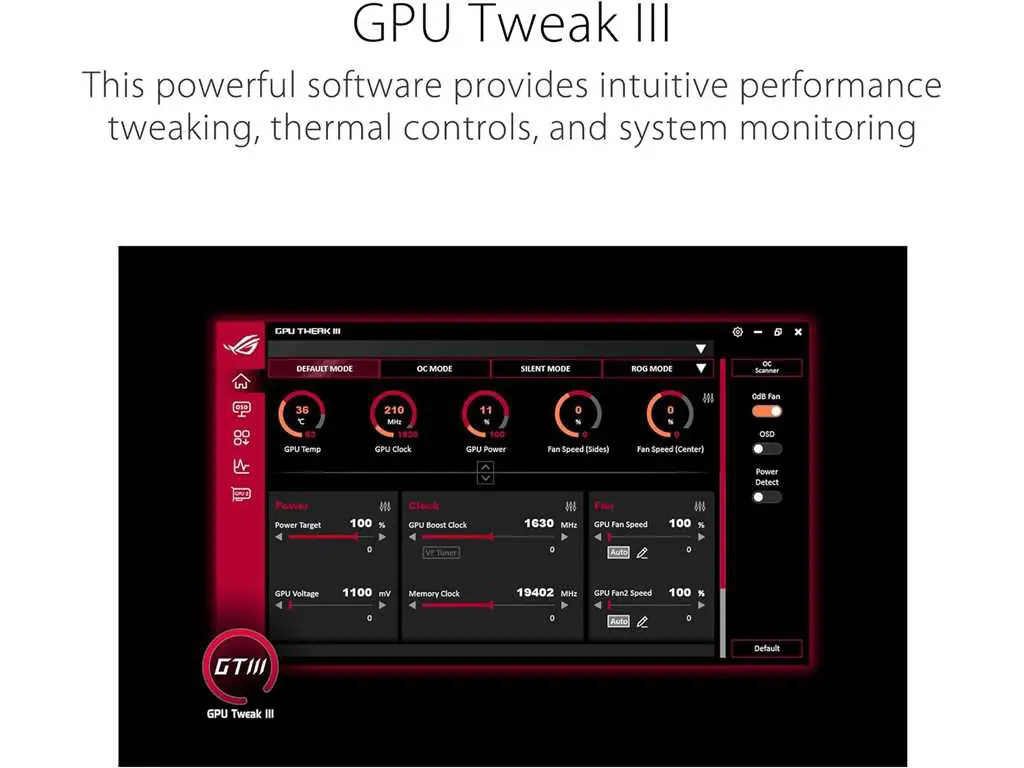 GPU Tweak III
This powerful software provides intuitive performance
tweaking, thermal controls, and system monitoring
GPU TWEAK III
DEFAULT MODE
OC MODE
SILENT MODE
ROG MODE
OC
Scanner
36
℃
83
GPU Temp
210
MHz
1830
GPU Clock
11
%
100
GPU Power
0
%
0
Fan Speed (Sides)
0
%
0
Fan Speed (Center)
0dB Fan
OSD
Power
Detect
OSD
GPU Z
Power
Power Target 100 %
0
GPU Voltage 1100 mV
0
Clock
GPU Boost Clock 1630 MHz
VF Tuner 0
Memory Clock 19402 MHz
0
Fan
GPU Fan Speed 100 %
Auto 0
GPU Fan2 Speed 100 %
Auto 0
Default
GTIII
GPU Tweak III